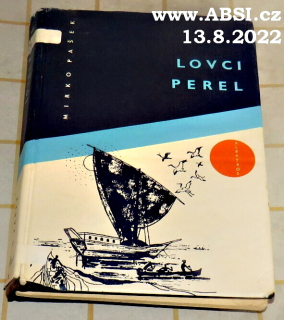 www.ABSI.cz
13.8.2022
MIRKO PAŠEK
LOVCI
PEREL